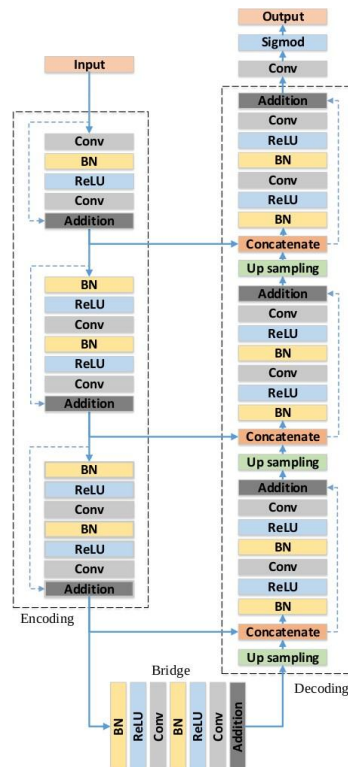 Input
Conv
BN
ReLU
Conv
Addition
BN
ReLU
Conv
BN
ReLU
Conv
Addition
BN
ReLU
Conv
BN
ReLU
Conv
Addition
Encoding
Bridge
BN
ReLU
Conv
BN
ReLU
Conv
Addition
Output
Sigmod
Conv
Addition
Conv
ReLU
BN
Conv
ReLU
BN
Concatenate
Up sampling
Addition
Conv
ReLU
BN
Conv
ReLU
BN
Concatenate
Up sampling
Addition
Conv
ReLU
BN
Conv
ReLU
BN
Concatenate
Up sampling
Decoding